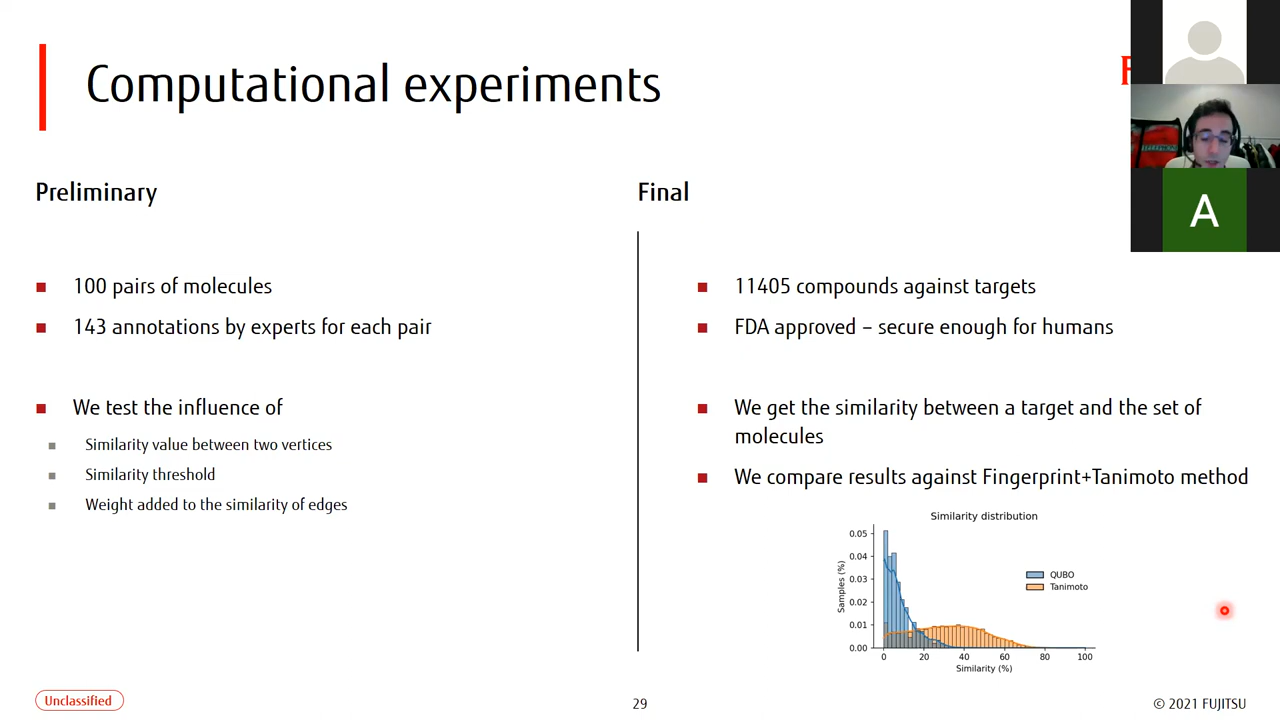 Computational experiments
F
A
Preliminary
100 pairs of molecules
143 annotations by experts for each pair
We test the influence of
Similarity value between two vertices
Similarity threshold
Weight added to the similarity of edges
Final
11405 compounds against targets
FDA approved – secure enough for humans
We get the similarity between a target and the set of
molecules
We compare results against Fingerprint+Tanimoto method
Similarity distribution
Samples (%)
0.05
0.04
0.03
0.02
0.01
0.00
QUBO
Tanimoto
0 20 40 60 80 100
Similarity (%)
Unclassified
29
© 2021 FUJITSU